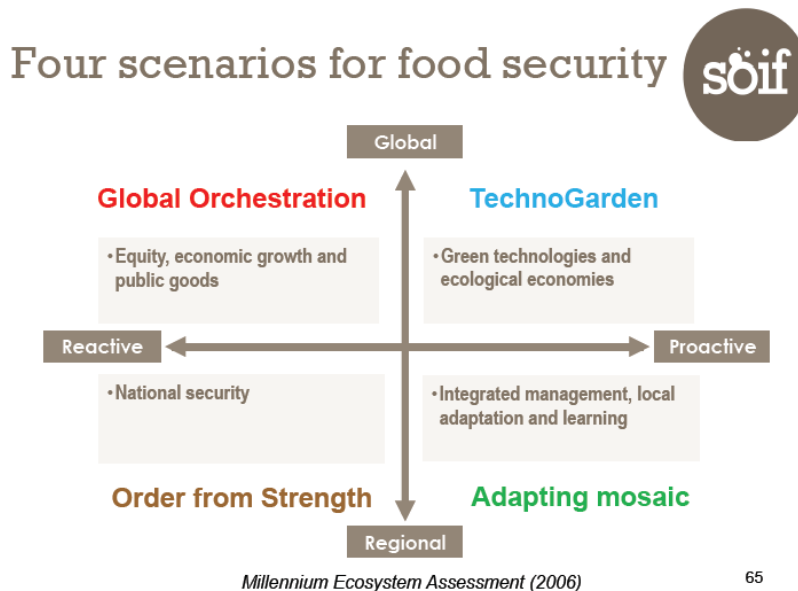 Four scenarios for food security
söif
Global
Global Orchestration
TechnoGarden
•Equity, economic growth and
public goods
•Green technologies and
ecological economies
Reactive
Proactive
•National security
•Integrated management, local
adaptation and learning
Order from Strength
Adapting mosaic
Regional
Millennium Ecosystem Assessment (2006)
65